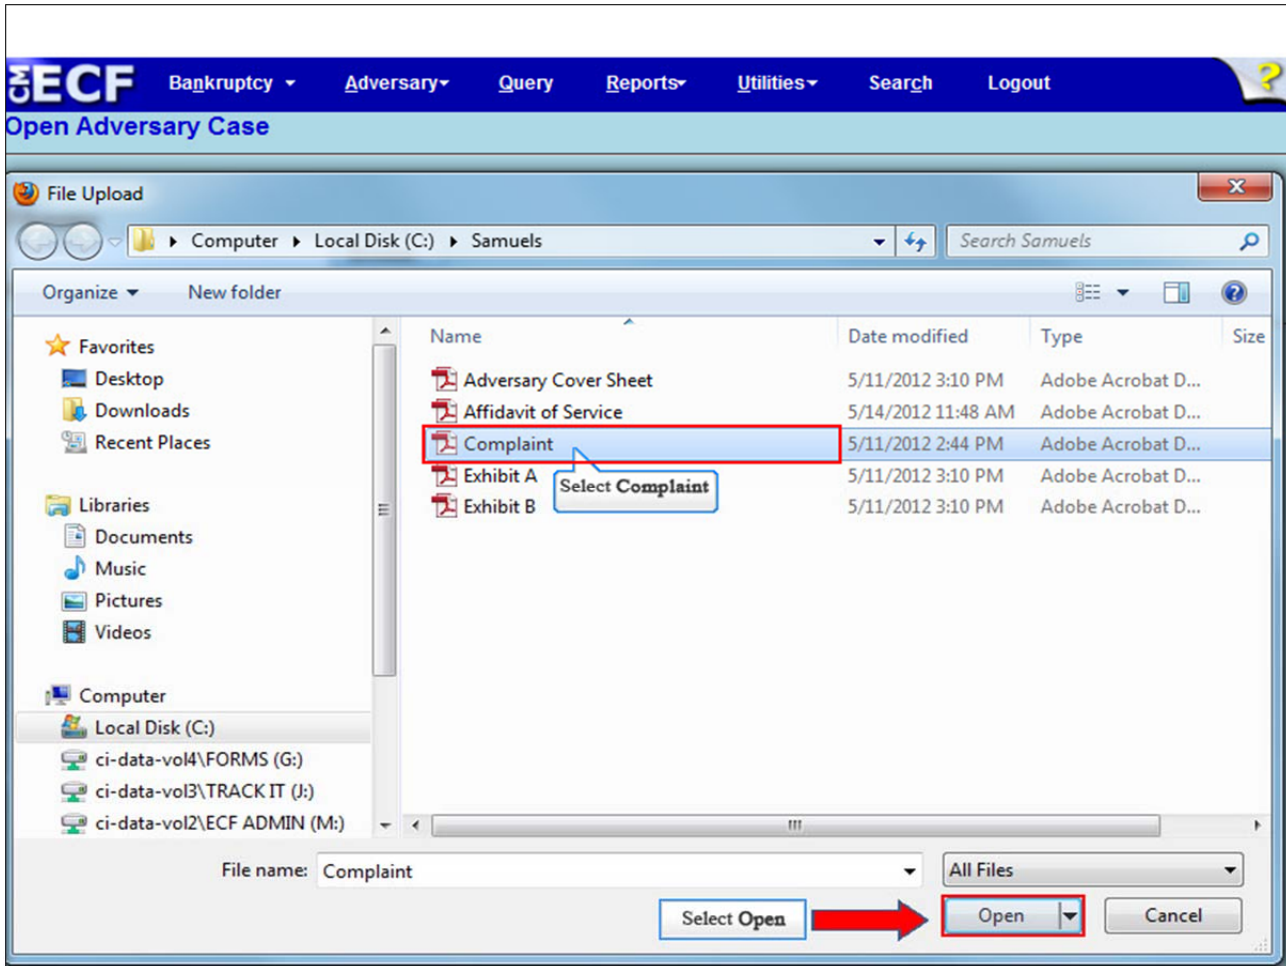 CM ECF Bankruptcy Adversary Query Reports Utilities Search Logout ?
Open Adversary Case
File Upload
Computer Local Disk (C:) Samuels Search Samuels
Organize New folder
Name Date modified Type Size
Favorites
Desktop
Downloads
Recent Places
Libraries
Documents
Music
Pictures
Videos
Computer
Local Disk (C:)
ci-data-vol4\FORMS (G:)
ci-data-vol3\TRACK IT (J:)
ci-data-vol2\ECF ADMIN (M:)
Adversary Cover Sheet 5/11/2012 3:10 PM Adobe Acrobat D...
Affidavit of Service 5/14/2012 11:48 AM Adobe Acrobat D...
Complaint 5/11/2012 2:44 PM Adobe Acrobat D...
Exhibit A 5/11/2012 3:10 PM Adobe Acrobat D...
Select Complaint
Exhibit B 5/11/2012 3:10 PM Adobe Acrobat D...
File name: Complaint All Files
Select Open Open Cancel